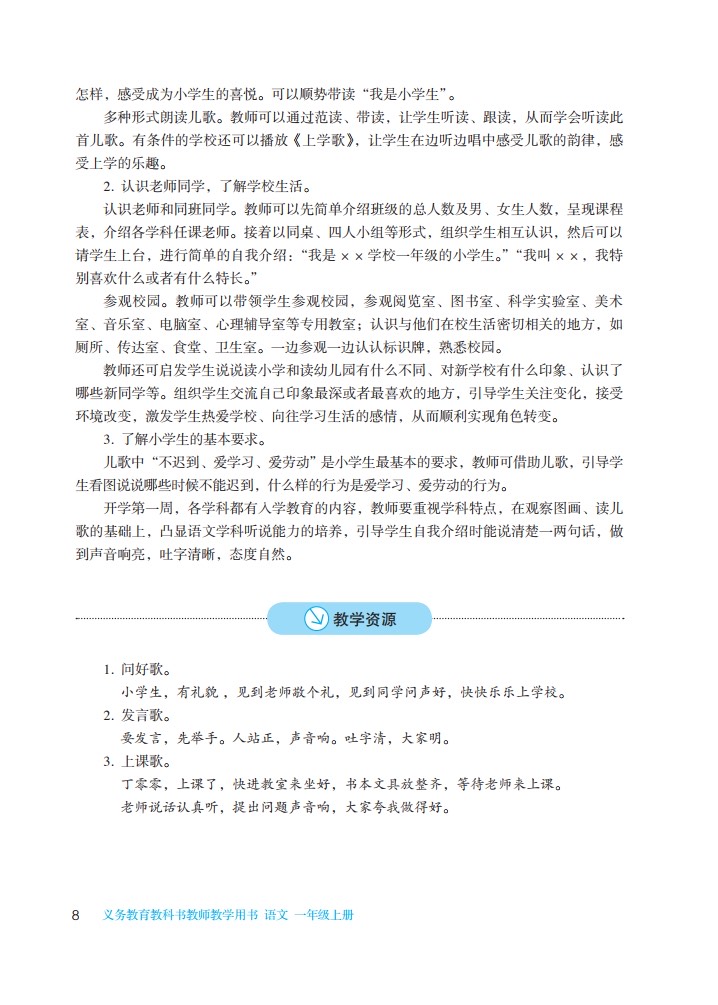 怎样，感受成为小学生的喜悦。可以顺势带读“我是小学生”。
多种形式朗读儿歌。教师可以通过范读、带读，让学生听读、跟读，从而学会听读此
首儿歌。有条件的学校还可以播放《上学歌》，让学生在边听边唱中感受儿歌的韵律，感
受上学的乐趣。
2. 认识老师同学，了解学校生活。
认识老师和同班同学。教师可以先简单介绍班级的总人数及男、女生人数，呈现课程
表，介绍各学科任课老师。接着以同桌、四人小组等形式，组织学生相互认识，然后可以
请学生上台，进行简单的自我介绍：“我是 × × 学校一年级的小学生。”“我叫 × ×，我特
别喜欢什么或者有什么特长。”
参观校园。教师可以带领学生参观校园，参观阅览室、图书室、科学实验室、美术
室、音乐室、电脑室、心理辅导室等专用教室；认识与他们在校生活密切相关的地方，如
厕所、传达室、食堂、卫生室。一边参观一边认认标识牌，熟悉校园。
教师还可启发学生说说读小学和读幼儿园有什么不同、对新学校有什么印象、认识了
哪些新同学等。组织学生交流自己印象最深或者最喜欢的地方，引导学生关注变化，接受
环境改变，激发学生热爱学校、向往学习生活的感情，从而顺利实现角色转变。
3. 了解小学生的基本要求。
儿歌中“不迟到、爱学习、爱劳动”是小学生最基本的要求，教师可借助儿歌，引导学
生看图说说哪些时候不能迟到，什么样的行为是爱学习、爱劳动的行为。
开学第一周，各学科都有入学教育的内容，教师要重视学科特点，在观察图画、读儿
歌的基础上，凸显语文学科听说能力的培养，引导学生自我介绍时能说清楚一两句话，做
到声音响亮，吐字清晰，态度自然。
教学资源
1. 问好歌。
小学生，有礼貌，见到老师敬个礼，见到同学问声好，快快乐乐上学校。
2. 发言歌。
要发言，先举手。人站正，声音响。吐字清，大家明。
3. 上课歌。
丁零零，上课了，快进教室来坐好，书本文具放整齐，等待老师来上课。
老师说话认真听，提出问题声音响，大家夸我做得好。
8 义务教育教科书教师教学用书 语文 一年级上册